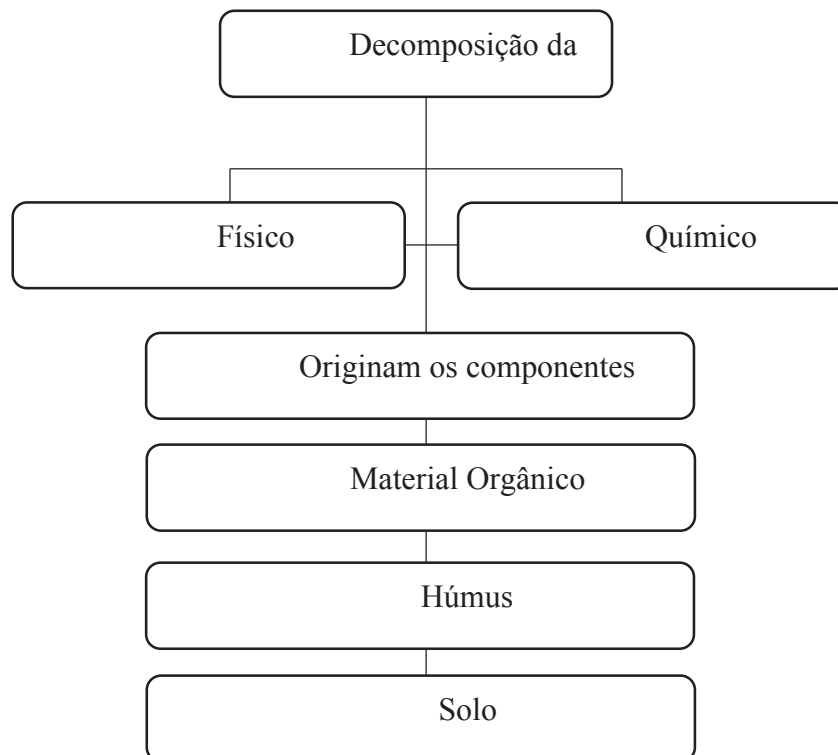 Decomposição da
Físico
Químico
Originam os componentes
Material Orgânico
Húmus
Solo